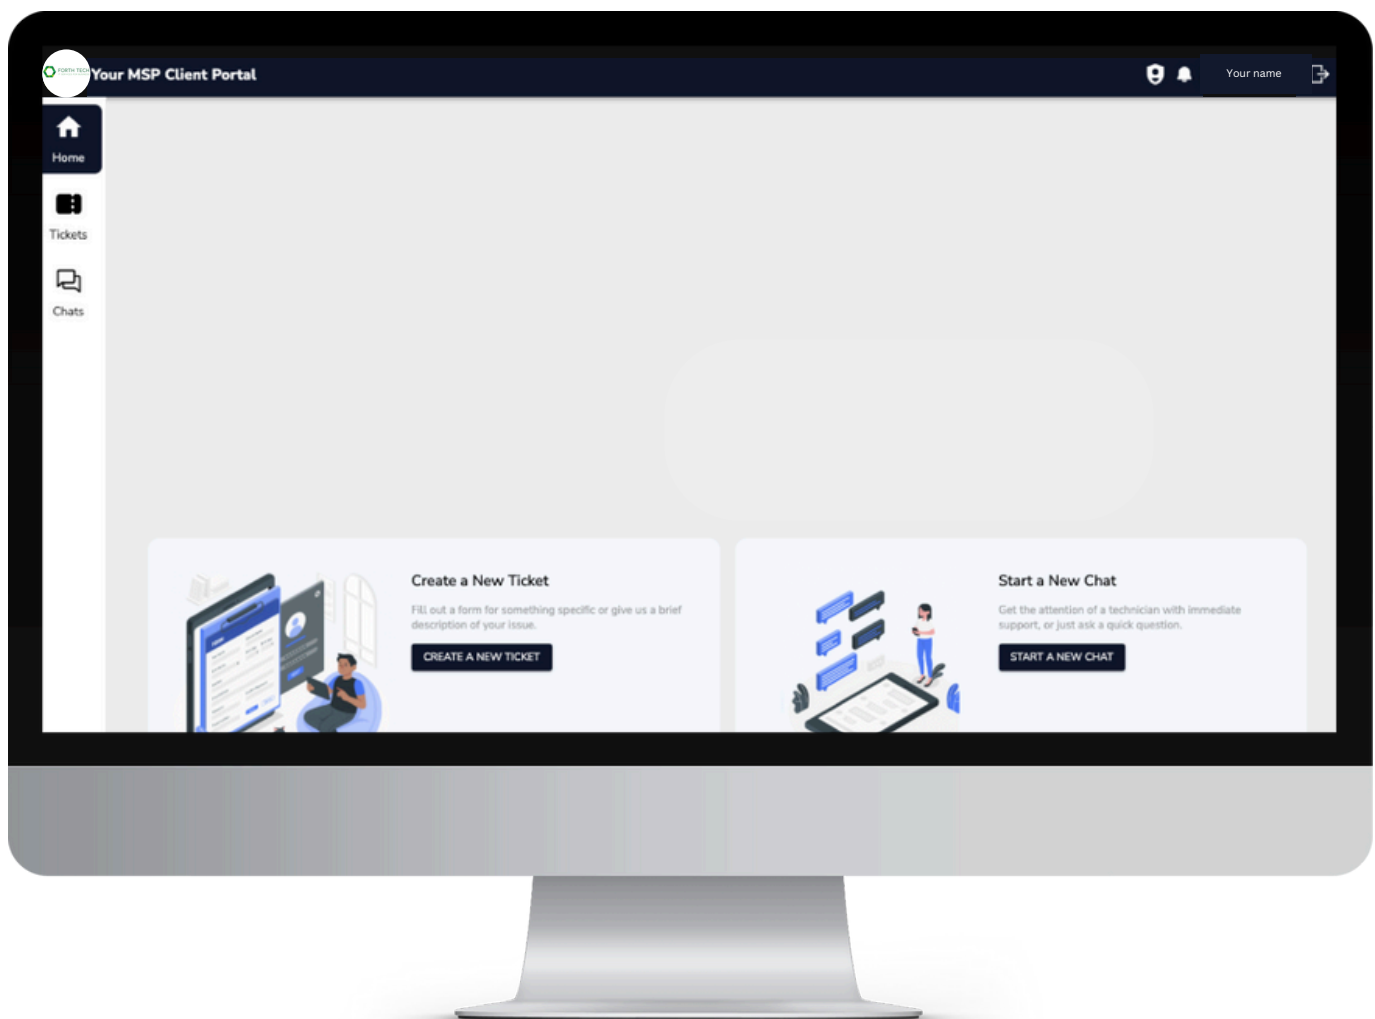 FORTH TECH
Your MSP Client Portal
Your name
Home
Tickets
Chats
Create a New Ticket
Fill out a form for something specific or give us a brief
description of your issue.
CREATE A NEW TICKET
Start a New Chat
Get the attention of a technician with immediate
support, or just ask a quick question.
START A NEW CHAT